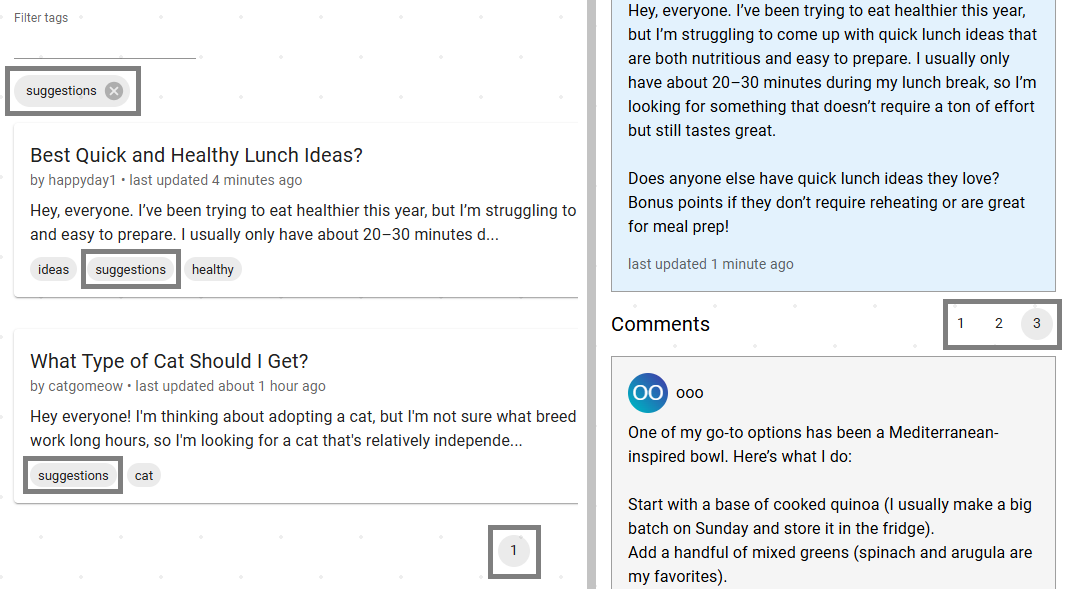 Filter tags
suggestions
Best Quick and Healthy Lunch Ideas?
by happyday1 • last updated 4 minutes ago
Hey, everyone. I’ve been trying to eat healthier this year, but I’m struggling to
and easy to prepare. I usually only have about 20–30 minutes d...
ideas suggestions healthy
What Type of Cat Should I Get?
by catgomeow • last updated about 1 hour ago
Hey everyone! I'm thinking about adopting a cat, but I'm not sure what breed
work long hours, so I'm looking for a cat that's relatively independe...
suggestions cat
1
Hey, everyone. I’ve been trying to eat healthier this year,
but I’m struggling to come up with quick lunch ideas that
are both nutritious and easy to prepare. I usually only
have about 20–30 minutes during my lunch break, so I’m
looking for something that doesn’t require a ton of effort
but still tastes great.
Does anyone else have quick lunch ideas they love?
Bonus points if they don’t require reheating or are great
for meal prep!
last updated 1 minute ago
Comments 1 2 3
OO ooo
One of my go-to options has been a Mediterranean-
inspired bowl. Here’s what I do:
Start with a base of cooked quinoa (I usually make a big
batch on Sunday and store it in the fridge).
Add a handful of mixed greens (spinach and arugula are
my favorites).